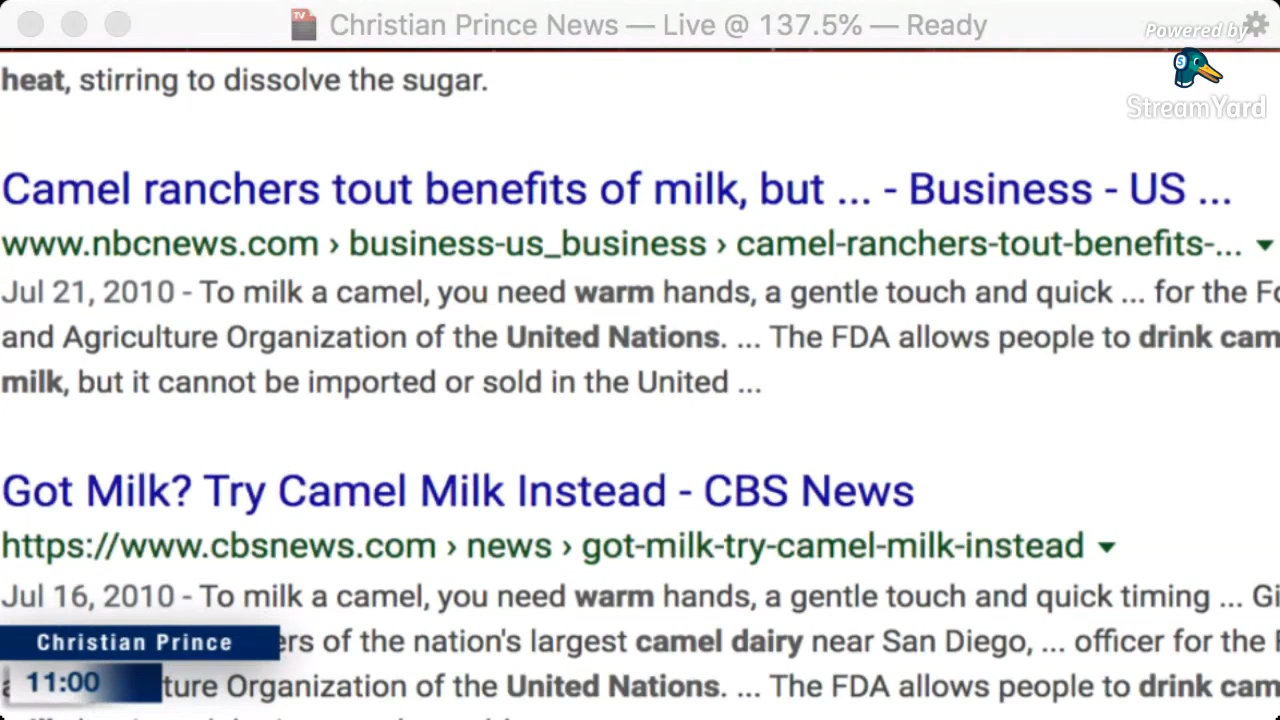 Christian Prince News — Live @ 137.5% — Ready
Powered by
StreamYard
heat, stirring to dissolve the sugar.
Camel ranchers tout benefits of milk, but ... - Business - US ...
www.nbcnews.com › business-us_business › camel-ranchers-tout-benefits-...
Jul 21, 2010 - To milk a camel, you need warm hands, a gentle touch and quick ... for the
and Agriculture Organization of the United Nations. ... The FDA allows people to drink
milk, but it cannot be imported or sold in the United ...
Got Milk? Try Camel Milk Instead - CBS News
https://www.cbsnews.com › news › got-milk-try-camel-milk-instead
Jul 16, 2010 - To milk a camel, you need warm hands, a gentle touch and quick timing ...
of the nation's largest camel dairy near San Diego, ... officer for the
Organization of the United Nations. ... The FDA allows people to drink
Christian Prince
11:00